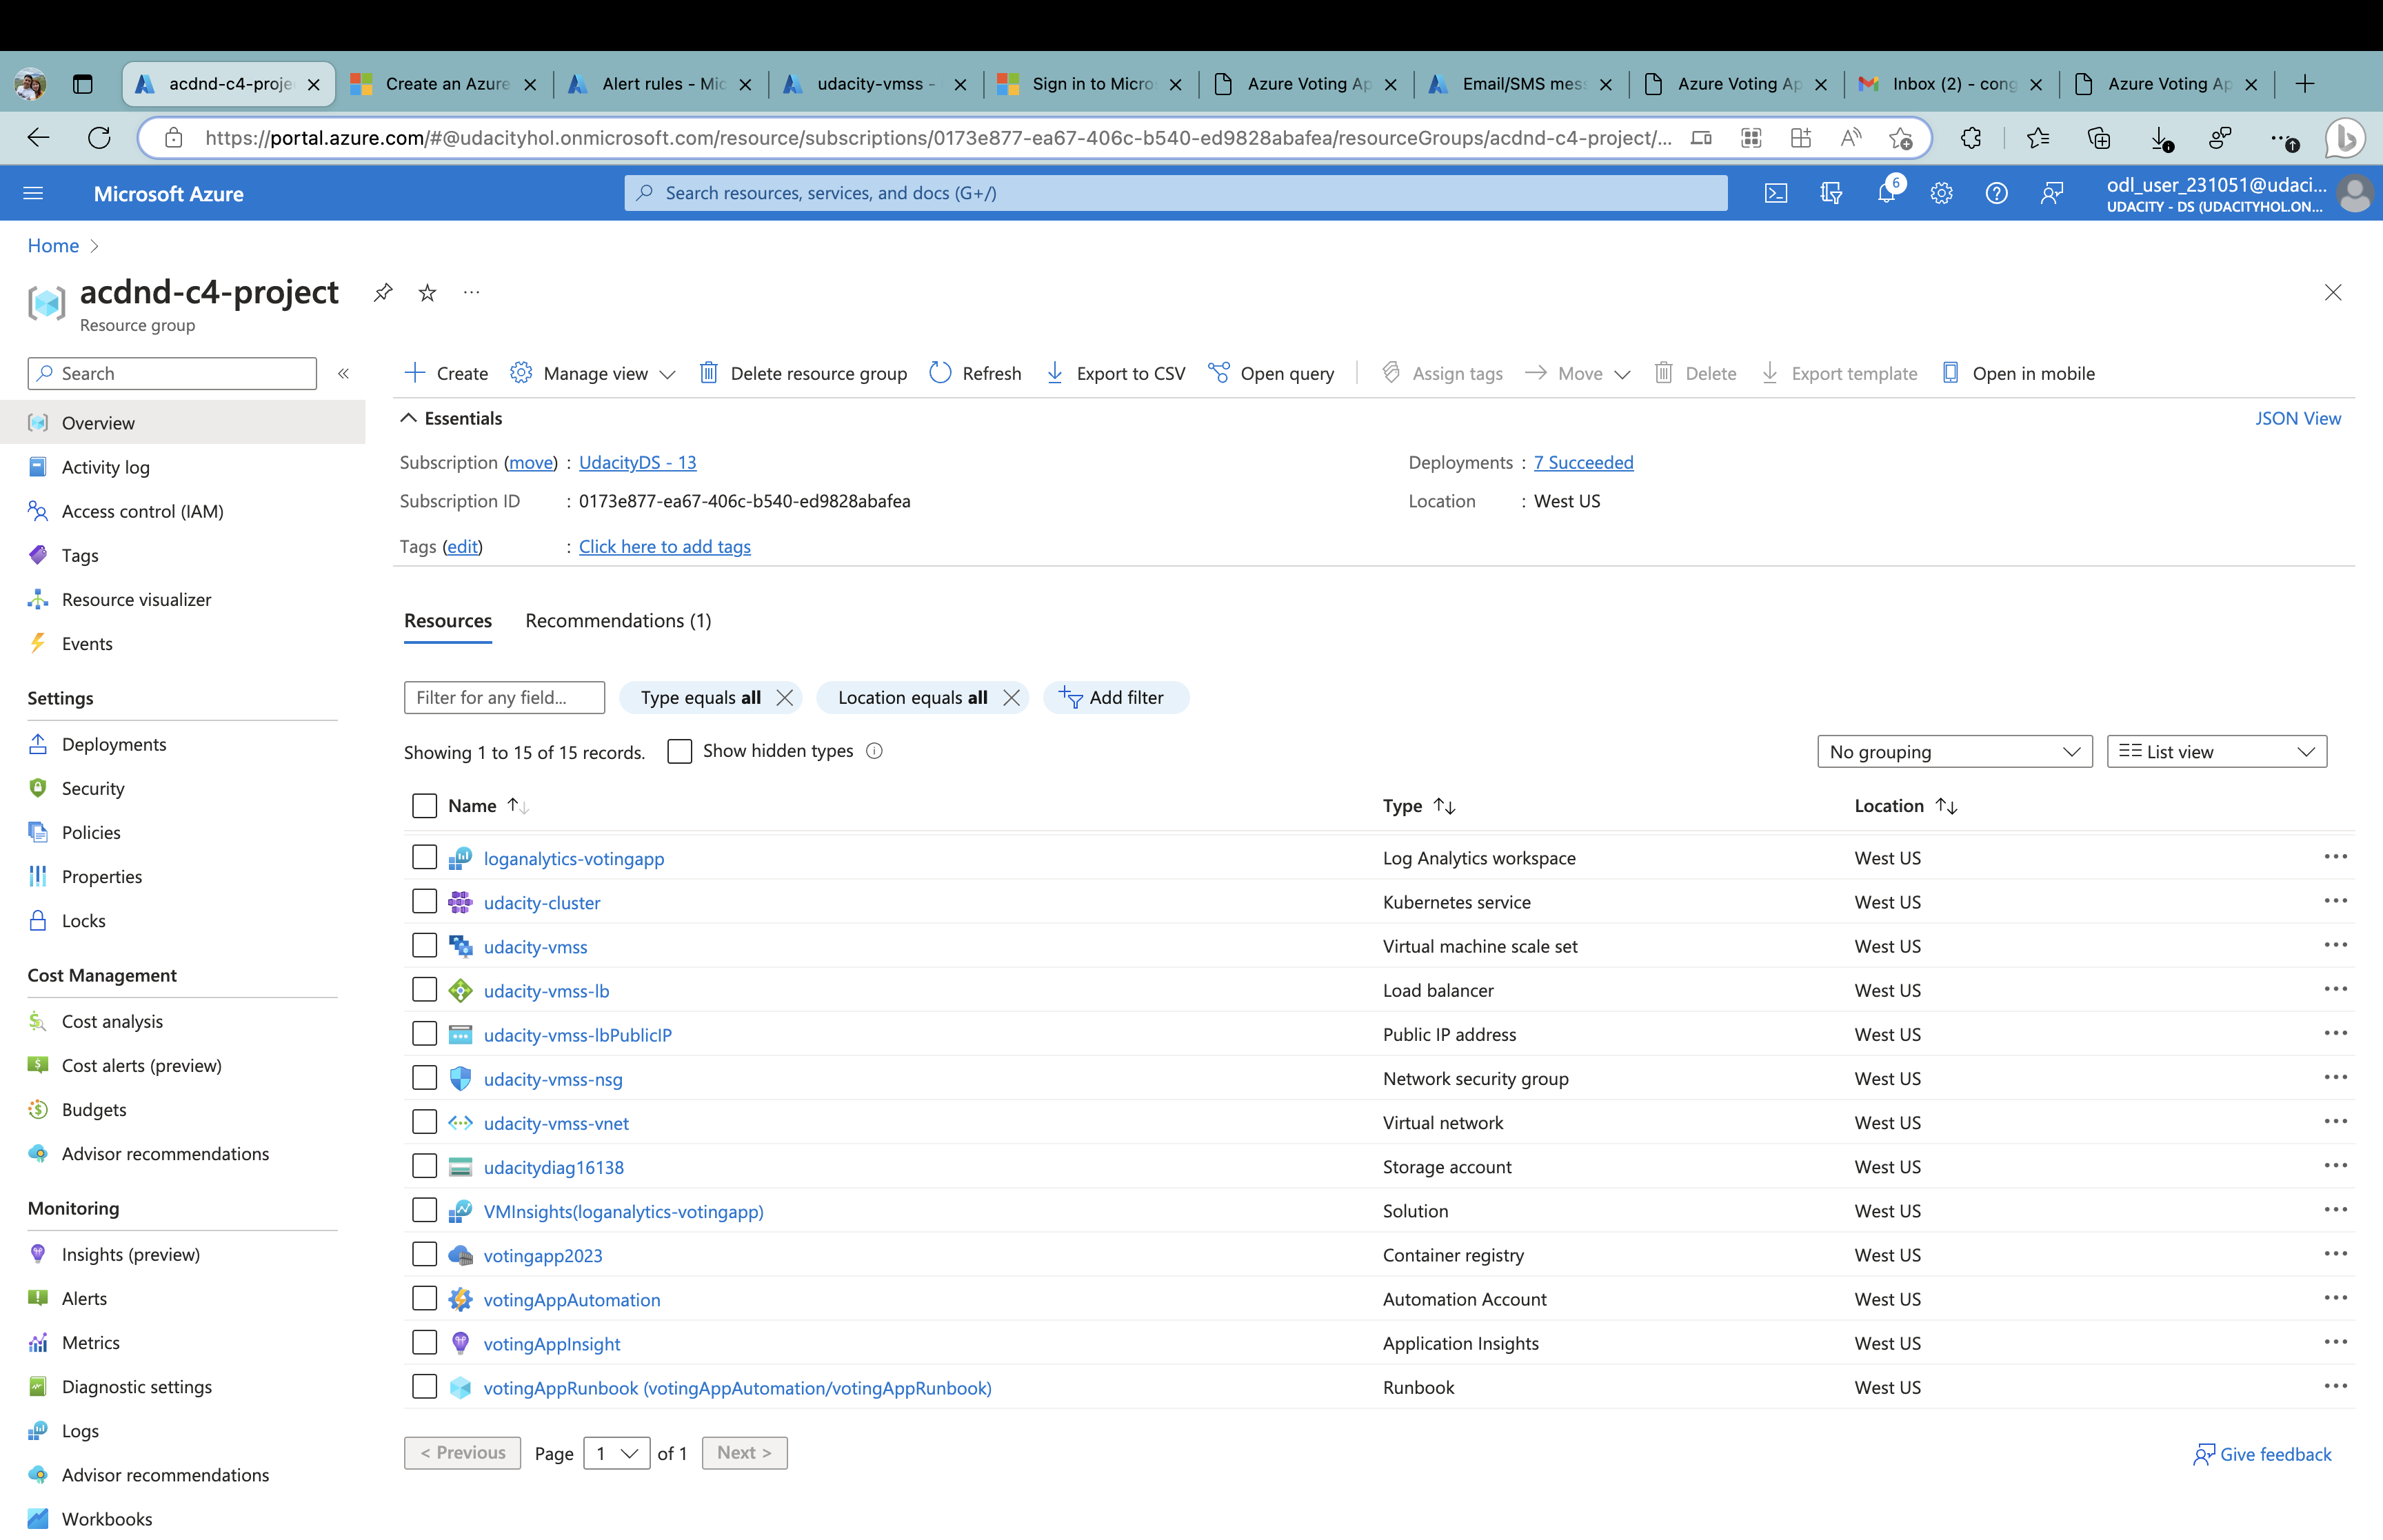 acdnd-c4-proje
Create an Azure
Alert rules - Mic
udacity-vmss -
Sign in to Micro
Azure Voting Ap
Email/SMS mess
Azure Voting Ap
Inbox (2) - cong
Azure Voting Ap
https://portal.azure.com/#@udacityhol.onmicrosoft.com/resource/subscriptions/0173e877-ea67-406c-b540-ed9828abafea/resourceGroups/acdnd-c4-project/...
Microsoft Azure
Search resources, services, and docs (G+/)
6
odl_user_231051@udaci...
UDACITY - DS (UDACITYHOL.ON...
Home
acdnd-c4-project
Resource group
Search
Create
Manage view
Delete resource group
Refresh
Export to CSV
Open query
Assign tags
Move
Delete
Export template
Open in mobile
Overview
Activity log
Access control (IAM)
Tags
Resource visualizer
Events
Settings
Deployments
Security
Policies
Properties
Locks
Cost Management
Cost analysis
Cost alerts (preview)
Budgets
Advisor recommendations
Monitoring
Insights (preview)
Alerts
Metrics
Diagnostic settings
Logs
Advisor recommendations
Workbooks
Essentials
JSON View
Subscription (move) : UdacityDS - 13
Deployments : 7 Succeeded
Subscription ID : 0173e877-ea67-406c-b540-ed9828abafea
Location : West US
Tags (edit) : Click here to add tags
Resources
Recommendations (1)
Filter for any field...
Type equals all
Location equals all
Add filter
Showing 1 to 15 of 15 records.
Show hidden types
No grouping
List view
Name Type Location
loganalytics-votingapp Log Analytics workspace West US
udacity-cluster Kubernetes service West US
udacity-vmss Virtual machine scale set West US
udacity-vmss-lb Load balancer West US
udacity-vmss-lbPublicIP Public IP address West US
udacity-vmss-nsg Network security group West US
udacity-vmss-vnet Virtual network West US
udacitydiag16138 Storage account West US
VMInsights(loganalytics-votingapp) Solution West US
votingapp2023 Container registry West US
votingAppAutomation Automation Account West US
votingAppInsight Application Insights West US
votingAppRunbook (votingAppAutomation/votingAppRunbook) Runbook West US
< Previous Page 1 of 1 Next >
Give feedback